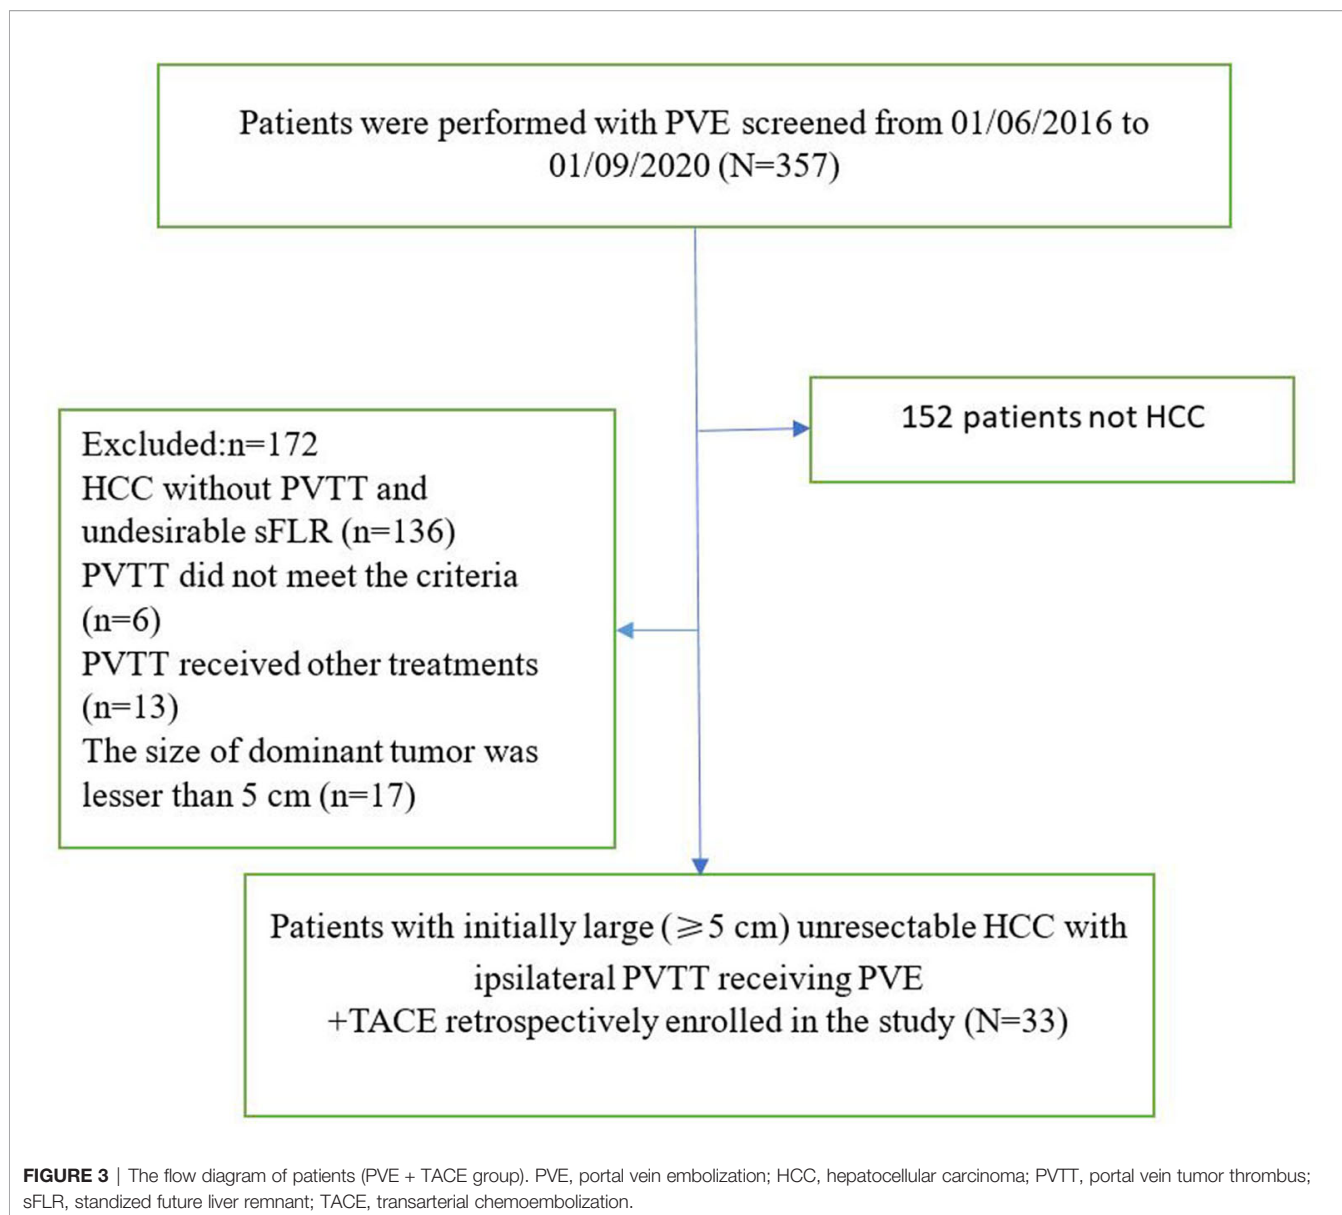 Patients were performed with PVE screened from 01/06/2016 to
01/09/2020 (N=357)
152 patients not HCC
Excluded:n=172
HCC without PVTT and
undesirable sFLR (n=136)
PVTT did not meet the criteria
(n=6)
PVTT received other treatments
(n=13)
The size of dominant tumor was
lesser than 5 cm (n=17)
Patients with initially large (⩾5 cm) unresectable HCC with
ipsilateral PVTT receiving PVE
+TACE retrospectively enrolled in the study (N=33)
FIGURE 3 | The flow diagram of patients (PVE + TACE group). PVE, portal vein embolization; HCC, hepatocellular carcinoma; PVTT, portal vein tumor thrombus;
sFLR, standized future liver remnant; TACE, transarterial chemoembolization.